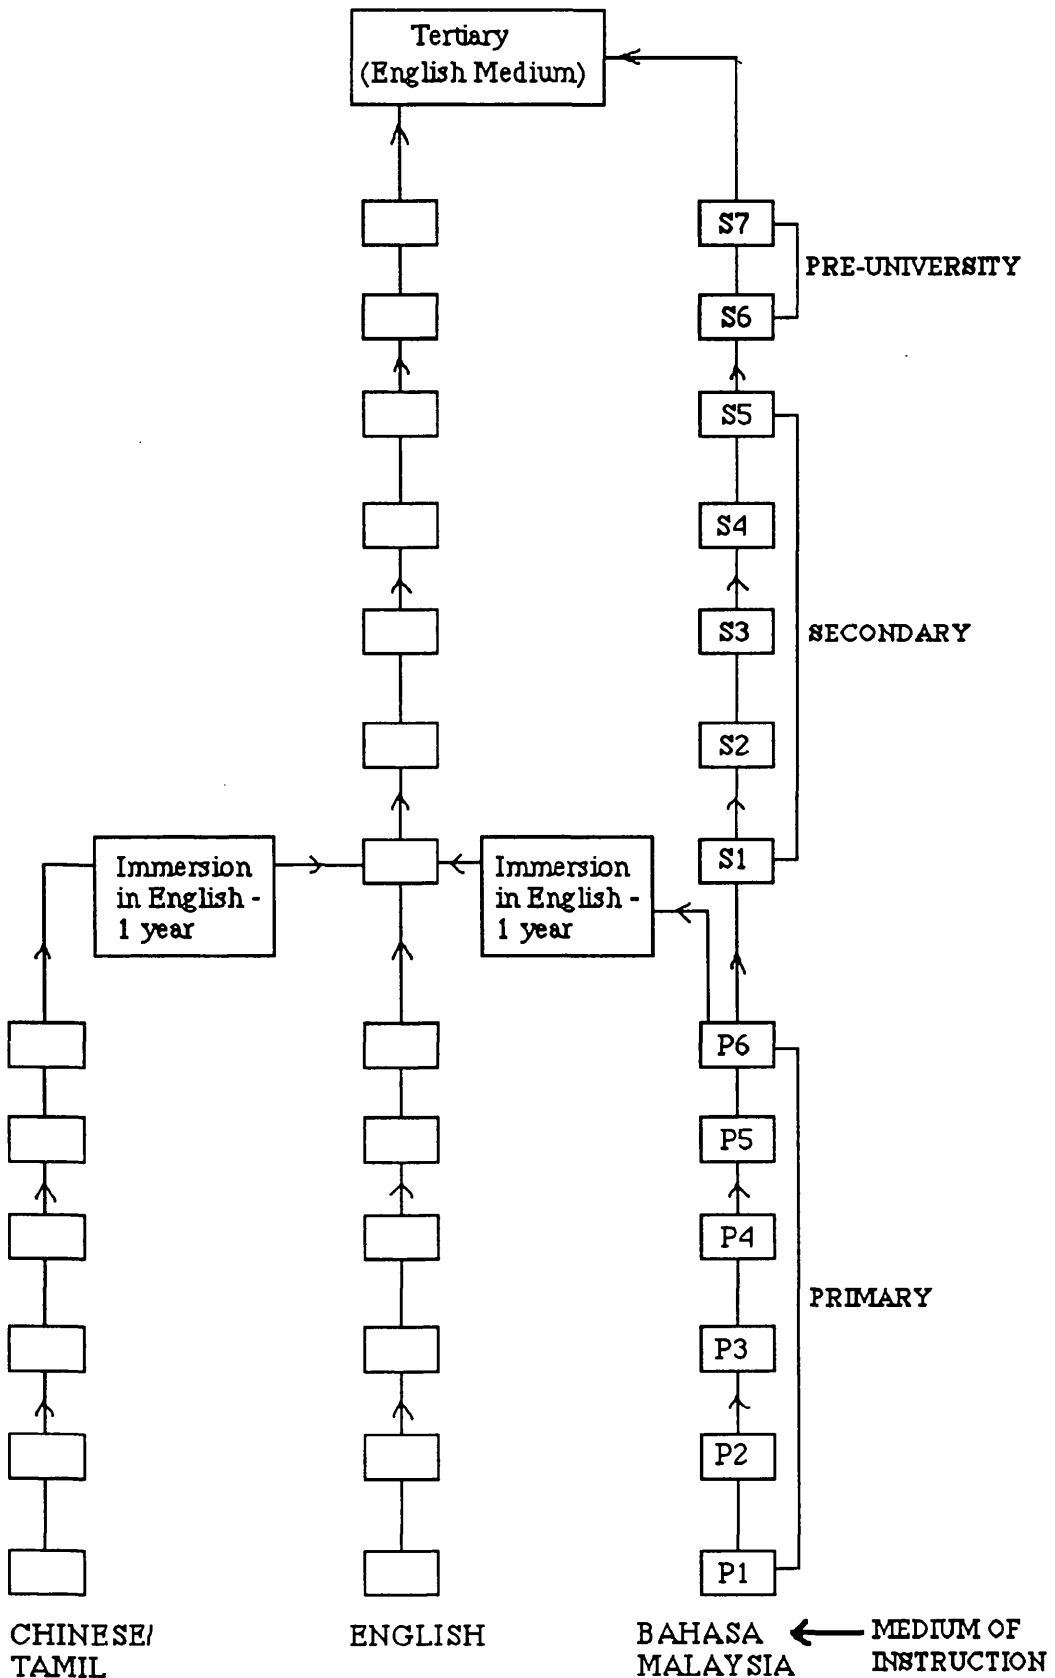 Tertiary
(English Medium)
S7
PRE-UNIVERSITY
S6
S5
S4
S3
SECONDARY
S2
S1
Immersion
in English -
1 year
Immersion
in English -
1 year
P6
P5
P4
PRIMARY
P3
P2
P1
CHINESE/
TAMIL
ENGLISH
BAHASA
MALAYSIA
MEDIUM OF
INSTRUCTION